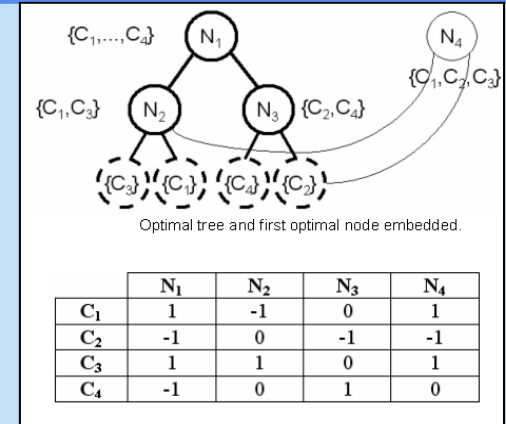 {C₁,...,C₄} N₁ N₄
{C₁,C₂,C₃}
{C₁,C₃} N₂ N₃ {C₂,C₄}
{C₃} {C₁} {C₄} {C₂}
Optimal tree and first optimal node embedded.
N₁ N₂ N₃ N₄
C₁ 1 -1 0 1
C₂ -1 0 -1 -1
C₃ 1 1 0 1
C₄ -1 0 1 0